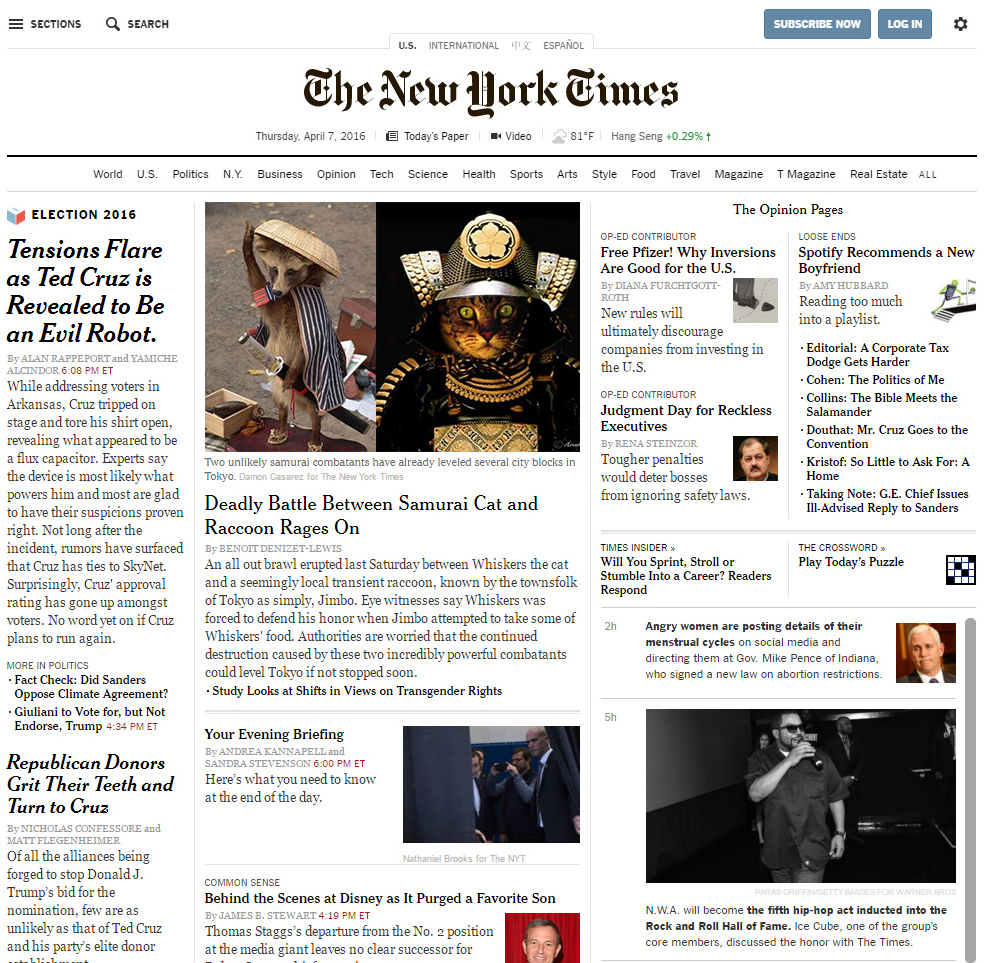 SECTIONS
SEARCH
SUBSCRIBE NOW
LOG IN
U.S.
INTERNATIONAL
中文
ESPAÑOL
The New York Times
Thursday, April 7, 2016
Today's Paper
Video
81°F
Hang Seng +0.29% ↑
World
U.S.
Politics
N.Y.
Business
Opinion
Tech
Science
Health
Sports
Arts
Style
Food
Travel
Magazine
T Magazine
Real Estate
ALL
ELECTION 2016
Tensions Flare
as Ted Cruz is
Revealed to Be
an Evil Robot.
By ALAN RAPPEPORT and YAMICHE
ALCINDOR 6:08 PM ET
While addressing voters in
Arkansas, Cruz tripped on
stage and tore his shirt open,
revealing what appeared to be
a flux capacitor. Experts say
the device is most likely what
powers him and most are glad
to have their suspicions proven
right. Not long after the
incident, rumors have surfaced
that Cruz has ties to SkyNet.
Surprisingly, Cruz' approval
rating has gone up amongst
voters. No word yet on if Cruz
plans to run again.
MORE IN POLITICS
· Fact Check: Did Sanders
Oppose Climate Agreement?
· Giuliani to Vote for, but Not
Endorse, Trump 4:34 PM ET
Republican Donors
Grit Their Teeth and
Turn to Cruz
By NICHOLAS CONFESSORE and
MATT FLEGENHEIMER
Of all the alliances being
forged to stop Donald J.
Trump's bid for the
nomination, few are as
unlikely as that of Ted Cruz
and his party's elite donor
Two unlikely samurai combatants have already leveled several city blocks in
Tokyo. Damon Casarez for The New York Times
Deadly Battle Between Samurai Cat and
Raccoon Rages On
By BENOIT DENIZET-LEWIS
An all out brawl erupted last Saturday between Whiskers the cat
and a seemingly local transient raccoon, known by the townsfolk
of Tokyo as simply, Jimbo. Eye witnesses say Whiskers was
forced to defend his honor when Jimbo attempted to take some of
Whiskers' food. Authorities are worried that the continued
destruction caused by these two incredibly powerful combatants
could level Tokyo if not stopped soon.
· Study Looks at Shifts in Views on Transgender Rights
Your Evening Briefing
By ANDREA KANNAPELL and
SANDRA STEVENSON 6:00 PM ET
Here's what you need to know
at the end of the day.
Nathaniel Brooks for The NYT
COMMON SENSE
Behind the Scenes at Disney as It Purged a Favorite Son
By JAMES B. STEWART 4:19 PM ET
Thomas Staggs's departure from the No. 2 position
at the media giant leaves no clear successor for
The Opinion Pages
OP-ED CONTRIBUTOR
Free Pfizer! Why Inversions
Are Good for the U.S.
By DIANA FURCHTGOTT-
ROTH
New rules will
ultimately discourage
companies from investing in
the U.S.
OP-ED CONTRIBUTOR
Judgment Day for Reckless
Executives
By RENA STEINZOR
Tougher penalties
would deter bosses
from ignoring safety laws.
LOOSE ENDS
Spotify Recommends a New
Boyfriend
By AMY HUBBARD
Reading too much
into a playlist.
· Editorial: A Corporate Tax
Dodge Gets Harder
· Cohen: The Politics of Me
· Collins: The Bible Meets the
Salamander
· Douthat: Mr. Cruz Goes to the
Convention
· Kristof: So Little to Ask For: A
Home
· Taking Note: G.E. Chief Issues
Ill-Advised Reply to Sanders
TIMES INSIDER »
Will You Sprint, Stroll or
Stumble Into a Career? Readers
Respond
THE CROSSWORD »
Play Today's Puzzle
2h
Angry women are posting details of their
menstrual cycles on social media and
directing them at Gov. Mike Pence of Indiana,
who signed a new law on abortion restrictions.
5h
PARAS GRIFFIN/GETTY IMAGES FOR WARNER BROS
N.W.A. will become the fifth hip-hop act inducted into the
Rock and Roll Hall of Fame. Ice Cube, one of the group's
core members, discussed the honor with The Times.